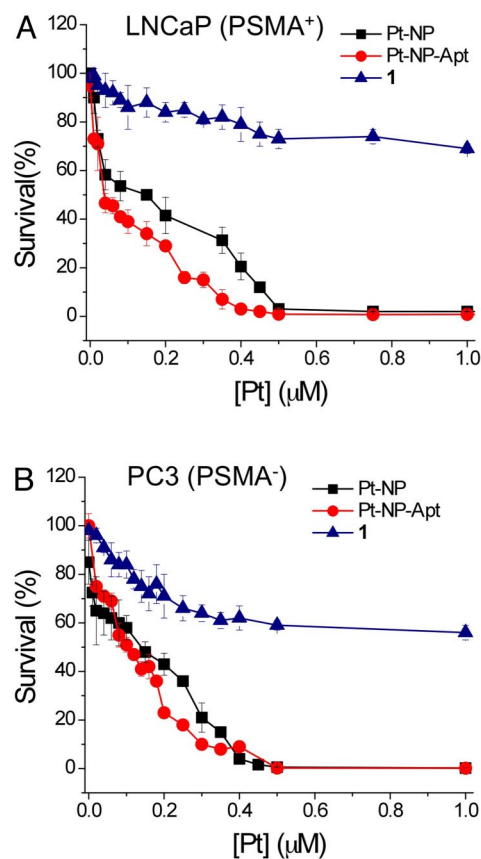 A
LNCaP (PSMA⁺)
Pt-NP
Pt-NP-Apt
1
120
100
80
60
40
20
0
Survival(%)
0.0 0.2 0.4 0.6 0.8 1.0
[Pt] (μM)
B
PC3 (PSMA⁻)
Pt-NP
Pt-NP-Apt
1
120
100
80
60
40
20
0
Survival (%)
0.0 0.2 0.4 0.6 0.8 1.0
[Pt] (μM)